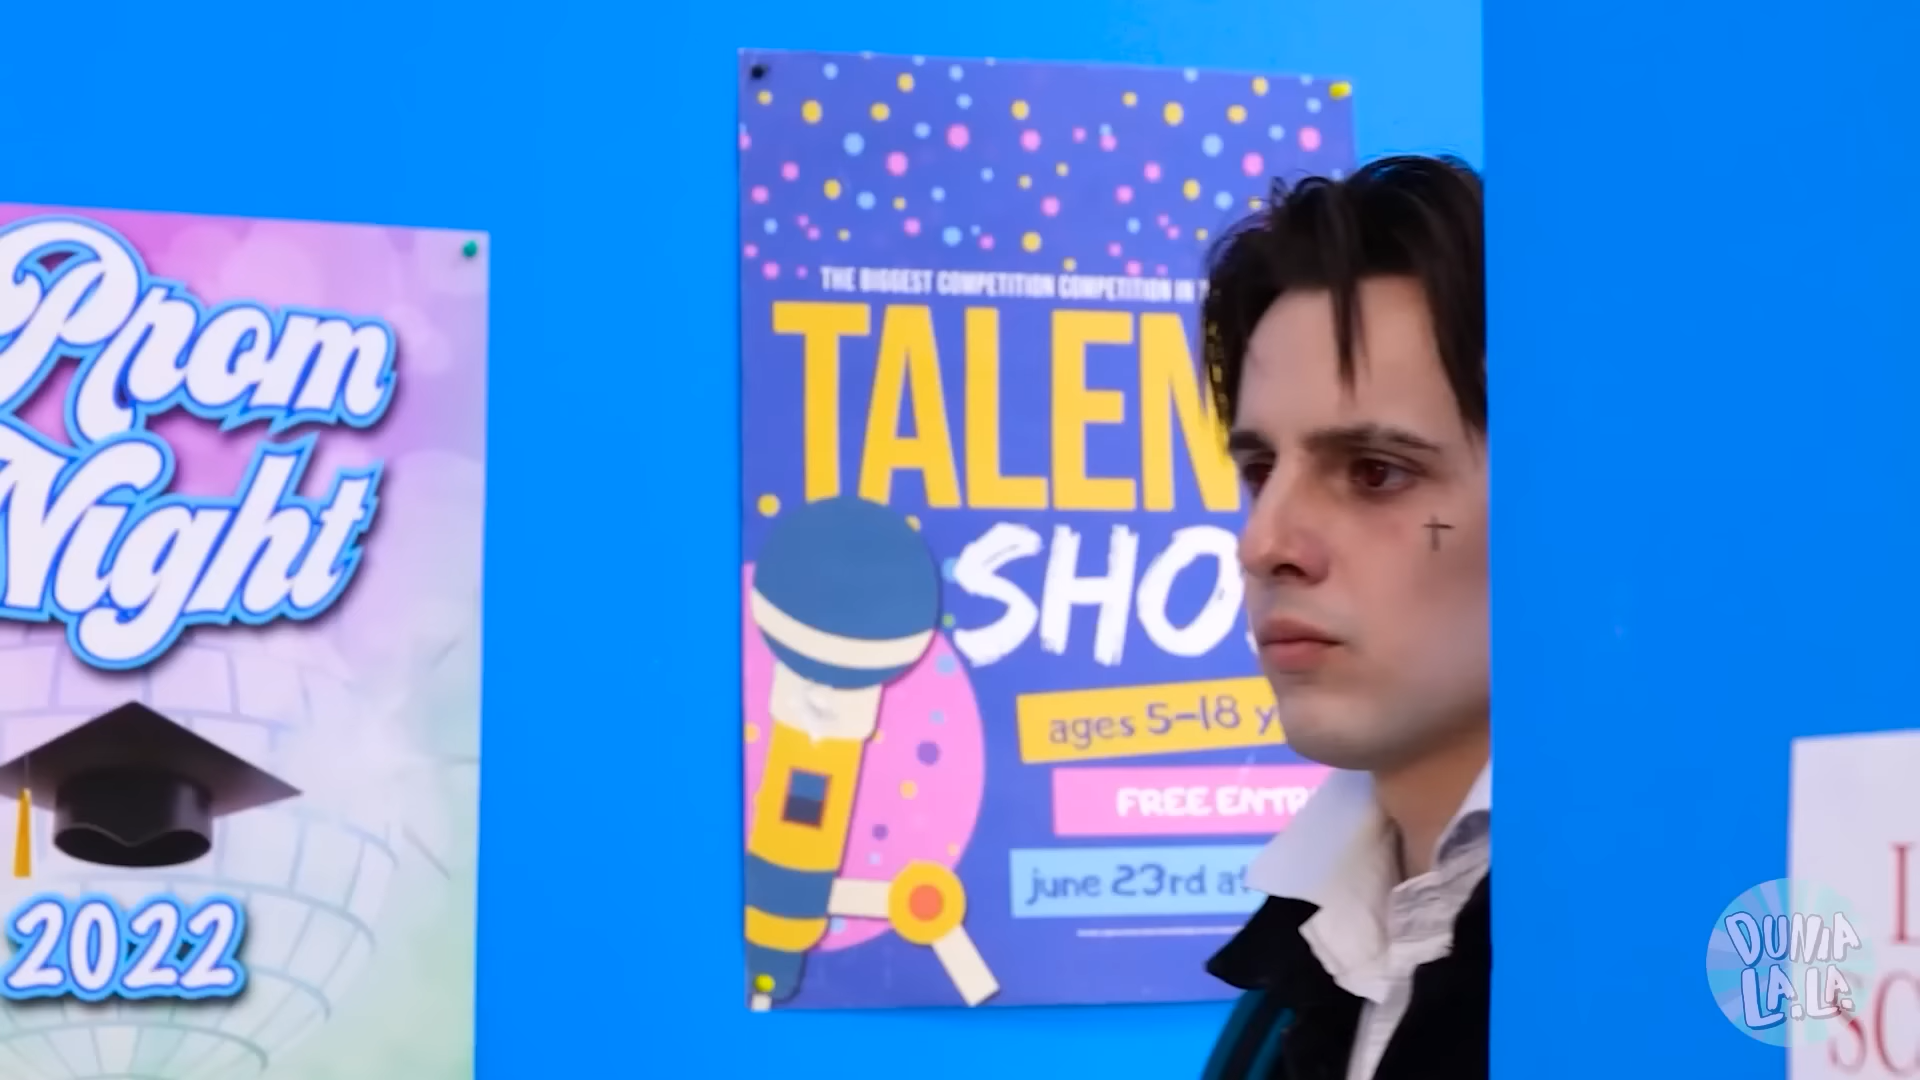 Prom
Night
2022
THE BIGGEST COMPETITION COMPETITION IN
TALEN
SHO
ages 5-18 y
FREE ENTR
june 23rd at
DUNIA
LA.LA.